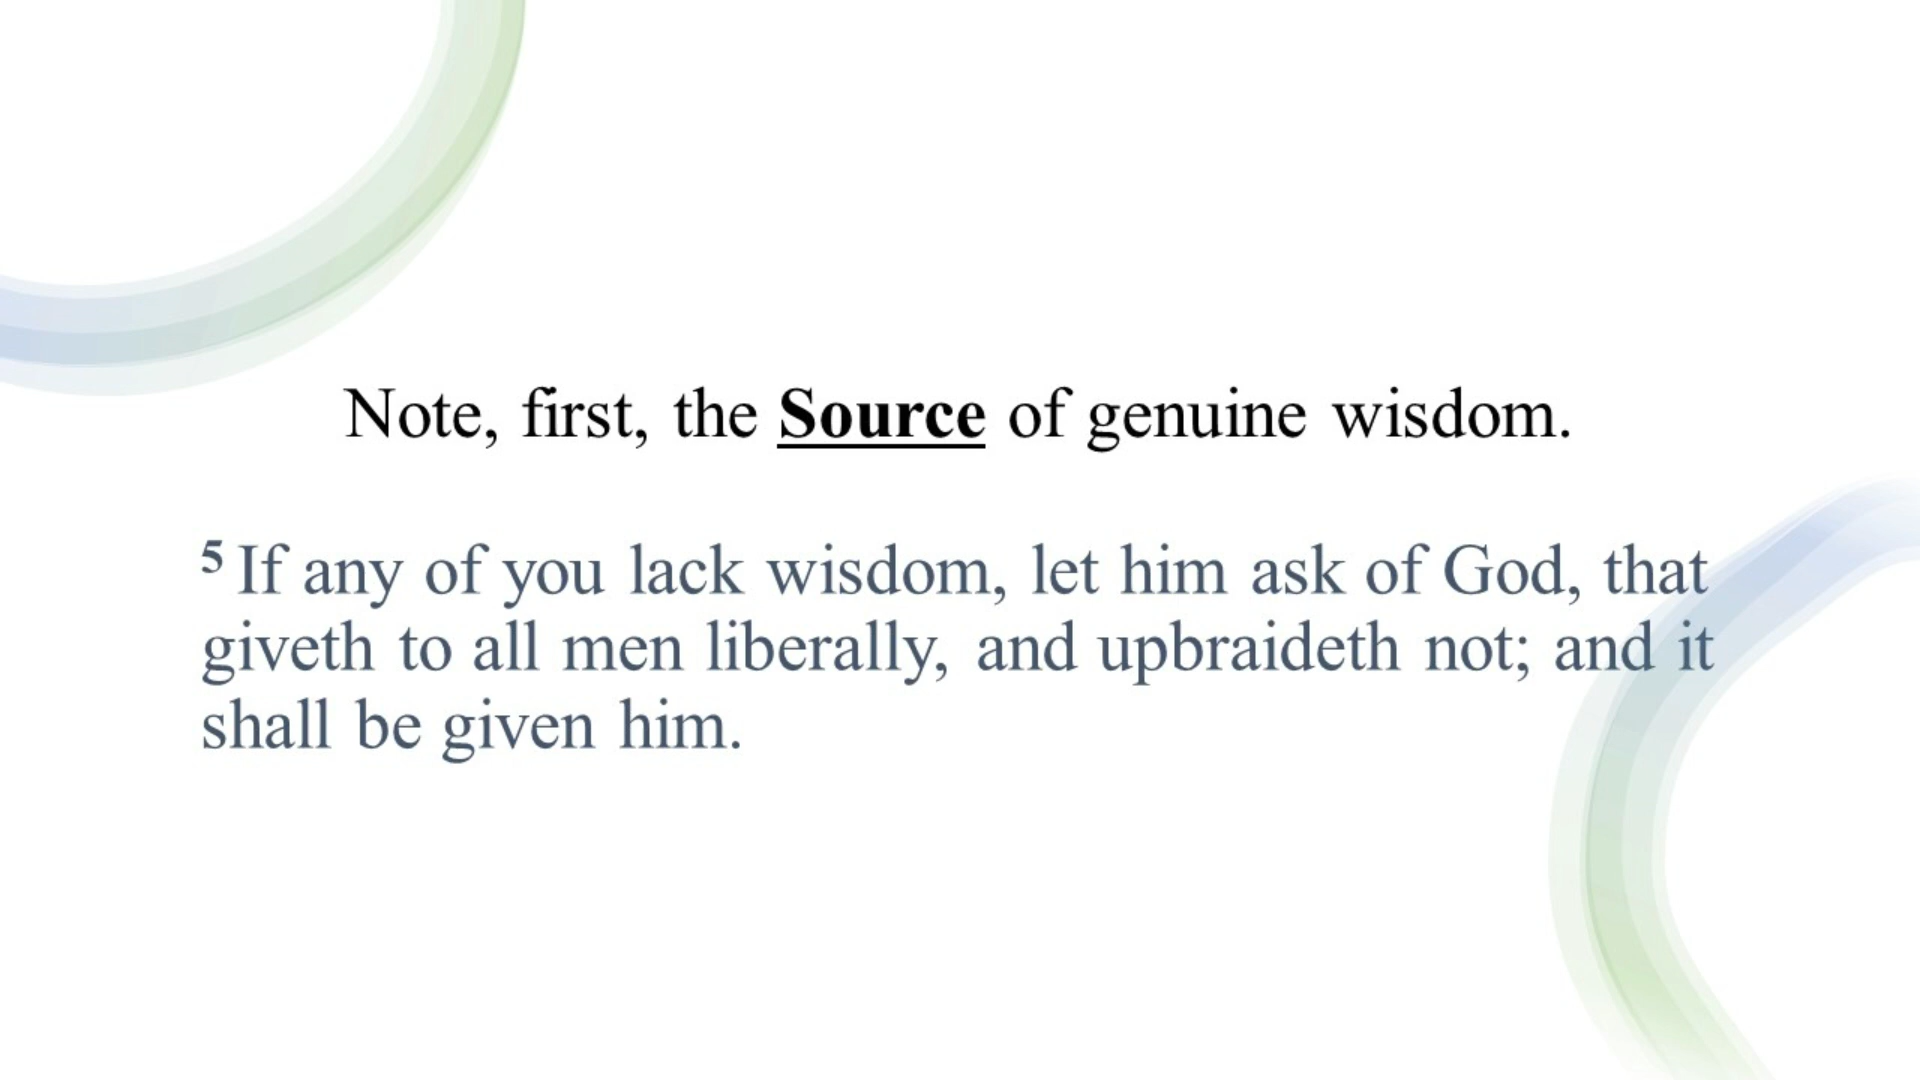 Note, first, the Source of genuine wisdom.
5 If any of you lack wisdom, let him ask of God, that
giveth to all men liberally, and upbraideth not; and it
shall be given him.